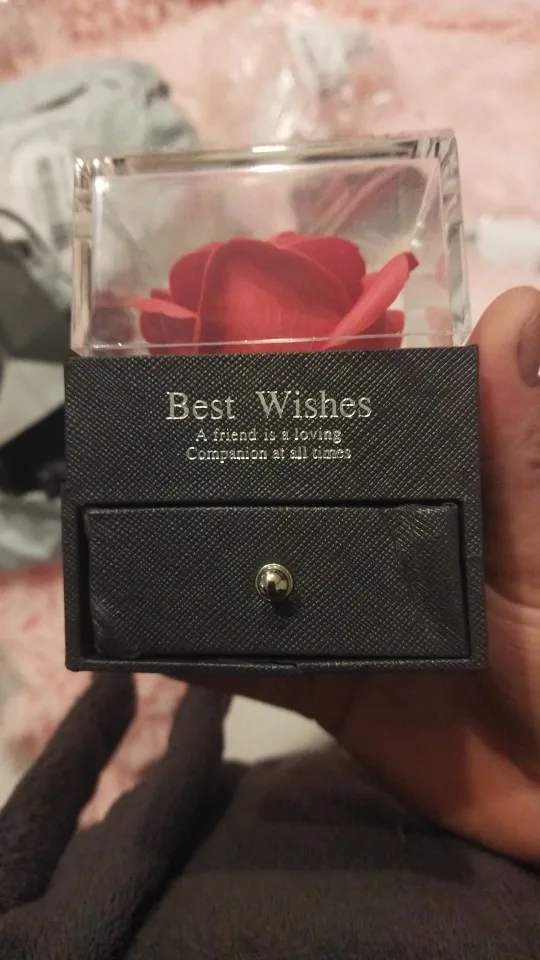 Best Wishes
A friend is a loving
Companion at all times